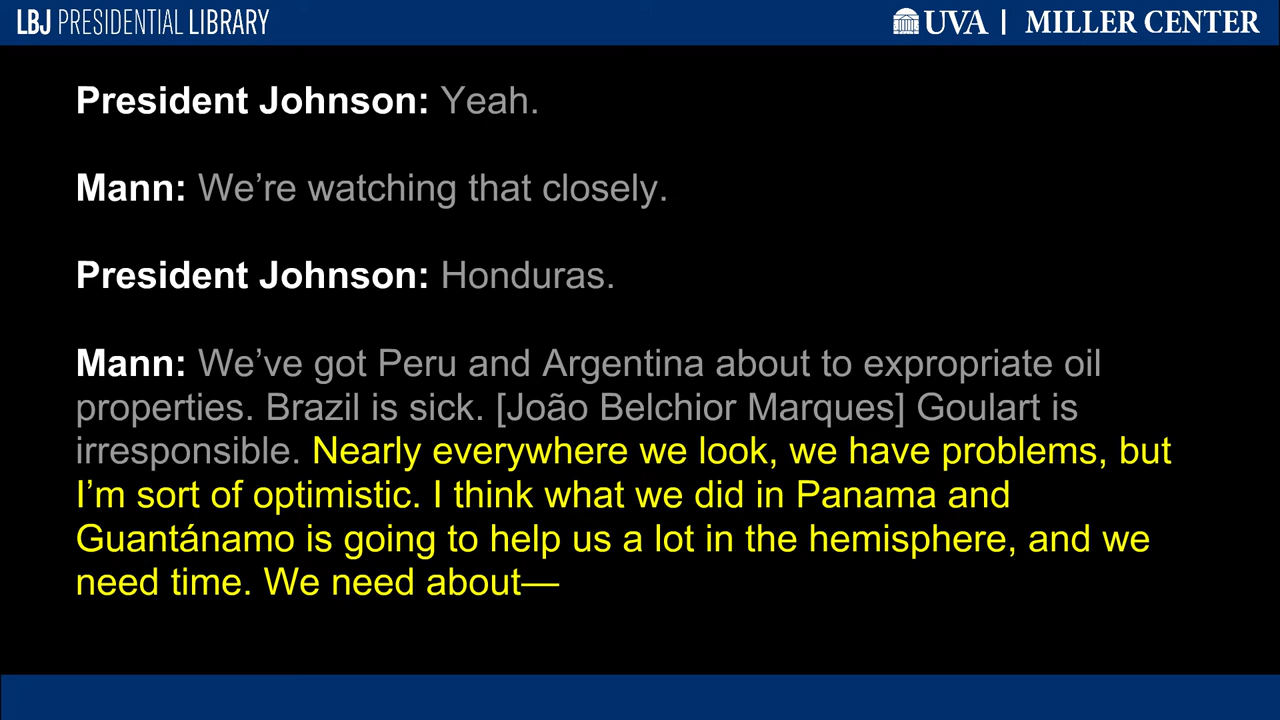 LBJ PRESIDENTIAL LIBRARY
UVA | MILLER CENTER
President Johnson: Yeah.
Mann: We’re watching that closely.
President Johnson: Honduras.
Mann: We’ve got Peru and Argentina about to expropriate oil
properties. Brazil is sick. [João Belchior Marques] Goulart is
irresponsible. Nearly everywhere we look, we have problems, but
I’m sort of optimistic. I think what we did in Panama and
Guantánamo is going to help us a lot in the hemisphere, and we
need time. We need about—